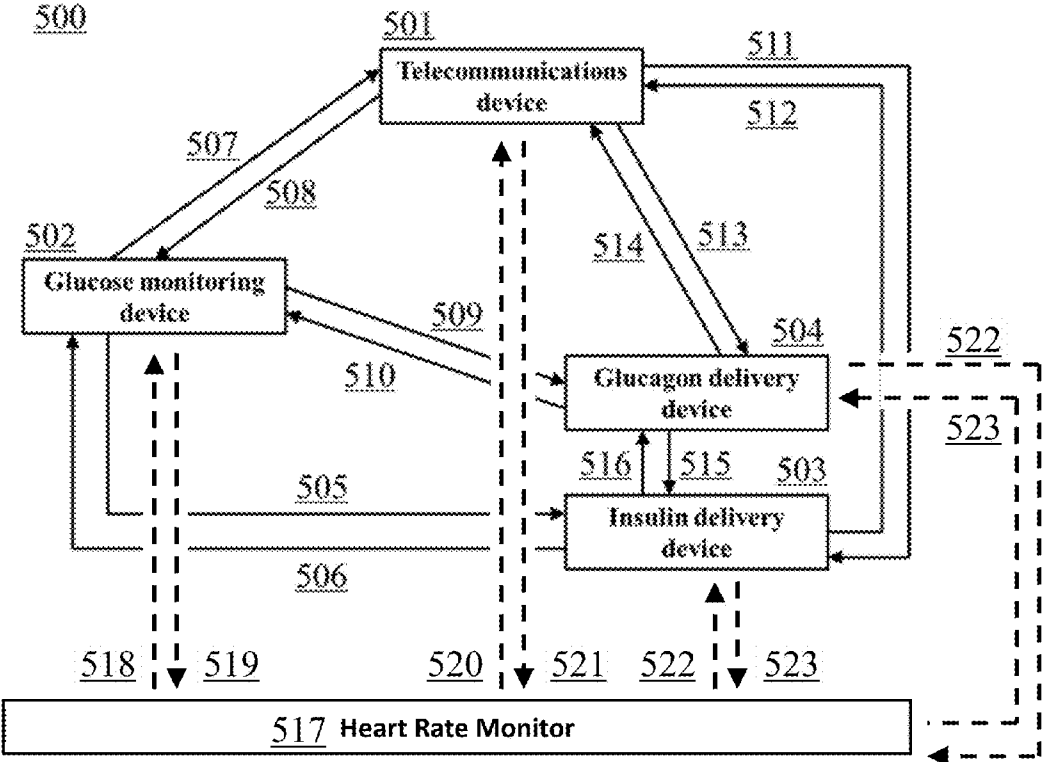 500
501
Telecommunications
device
511
512
507
508
502
Glucose monitoring
device
514
513
509
510
504
Glucagon delivery
device
522
523
516
515
503
505
Insulin delivery
device
506
518
519
520
521
522
523
517 Heart Rate Monitor